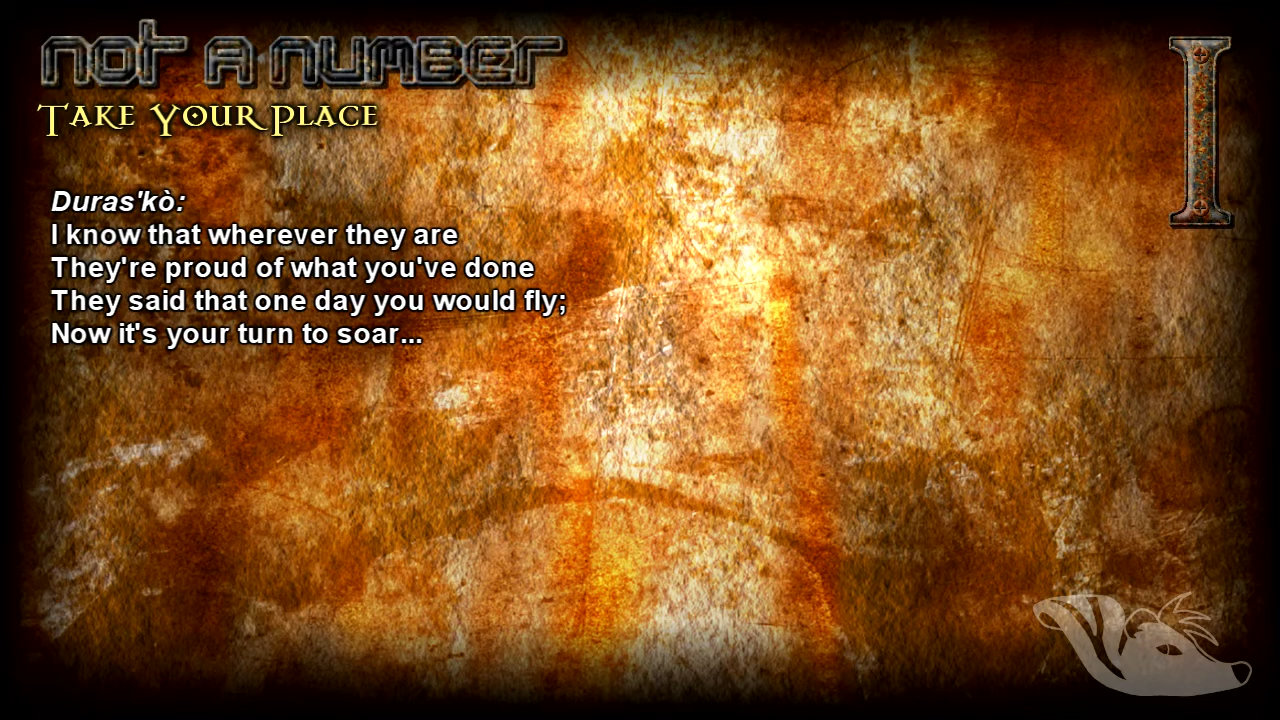 not a number
I
Take Your Place
Duras'kò:
I know that wherever they are
They're proud of what you've done
They said that one day you would fly;
Now it's your turn to soar...